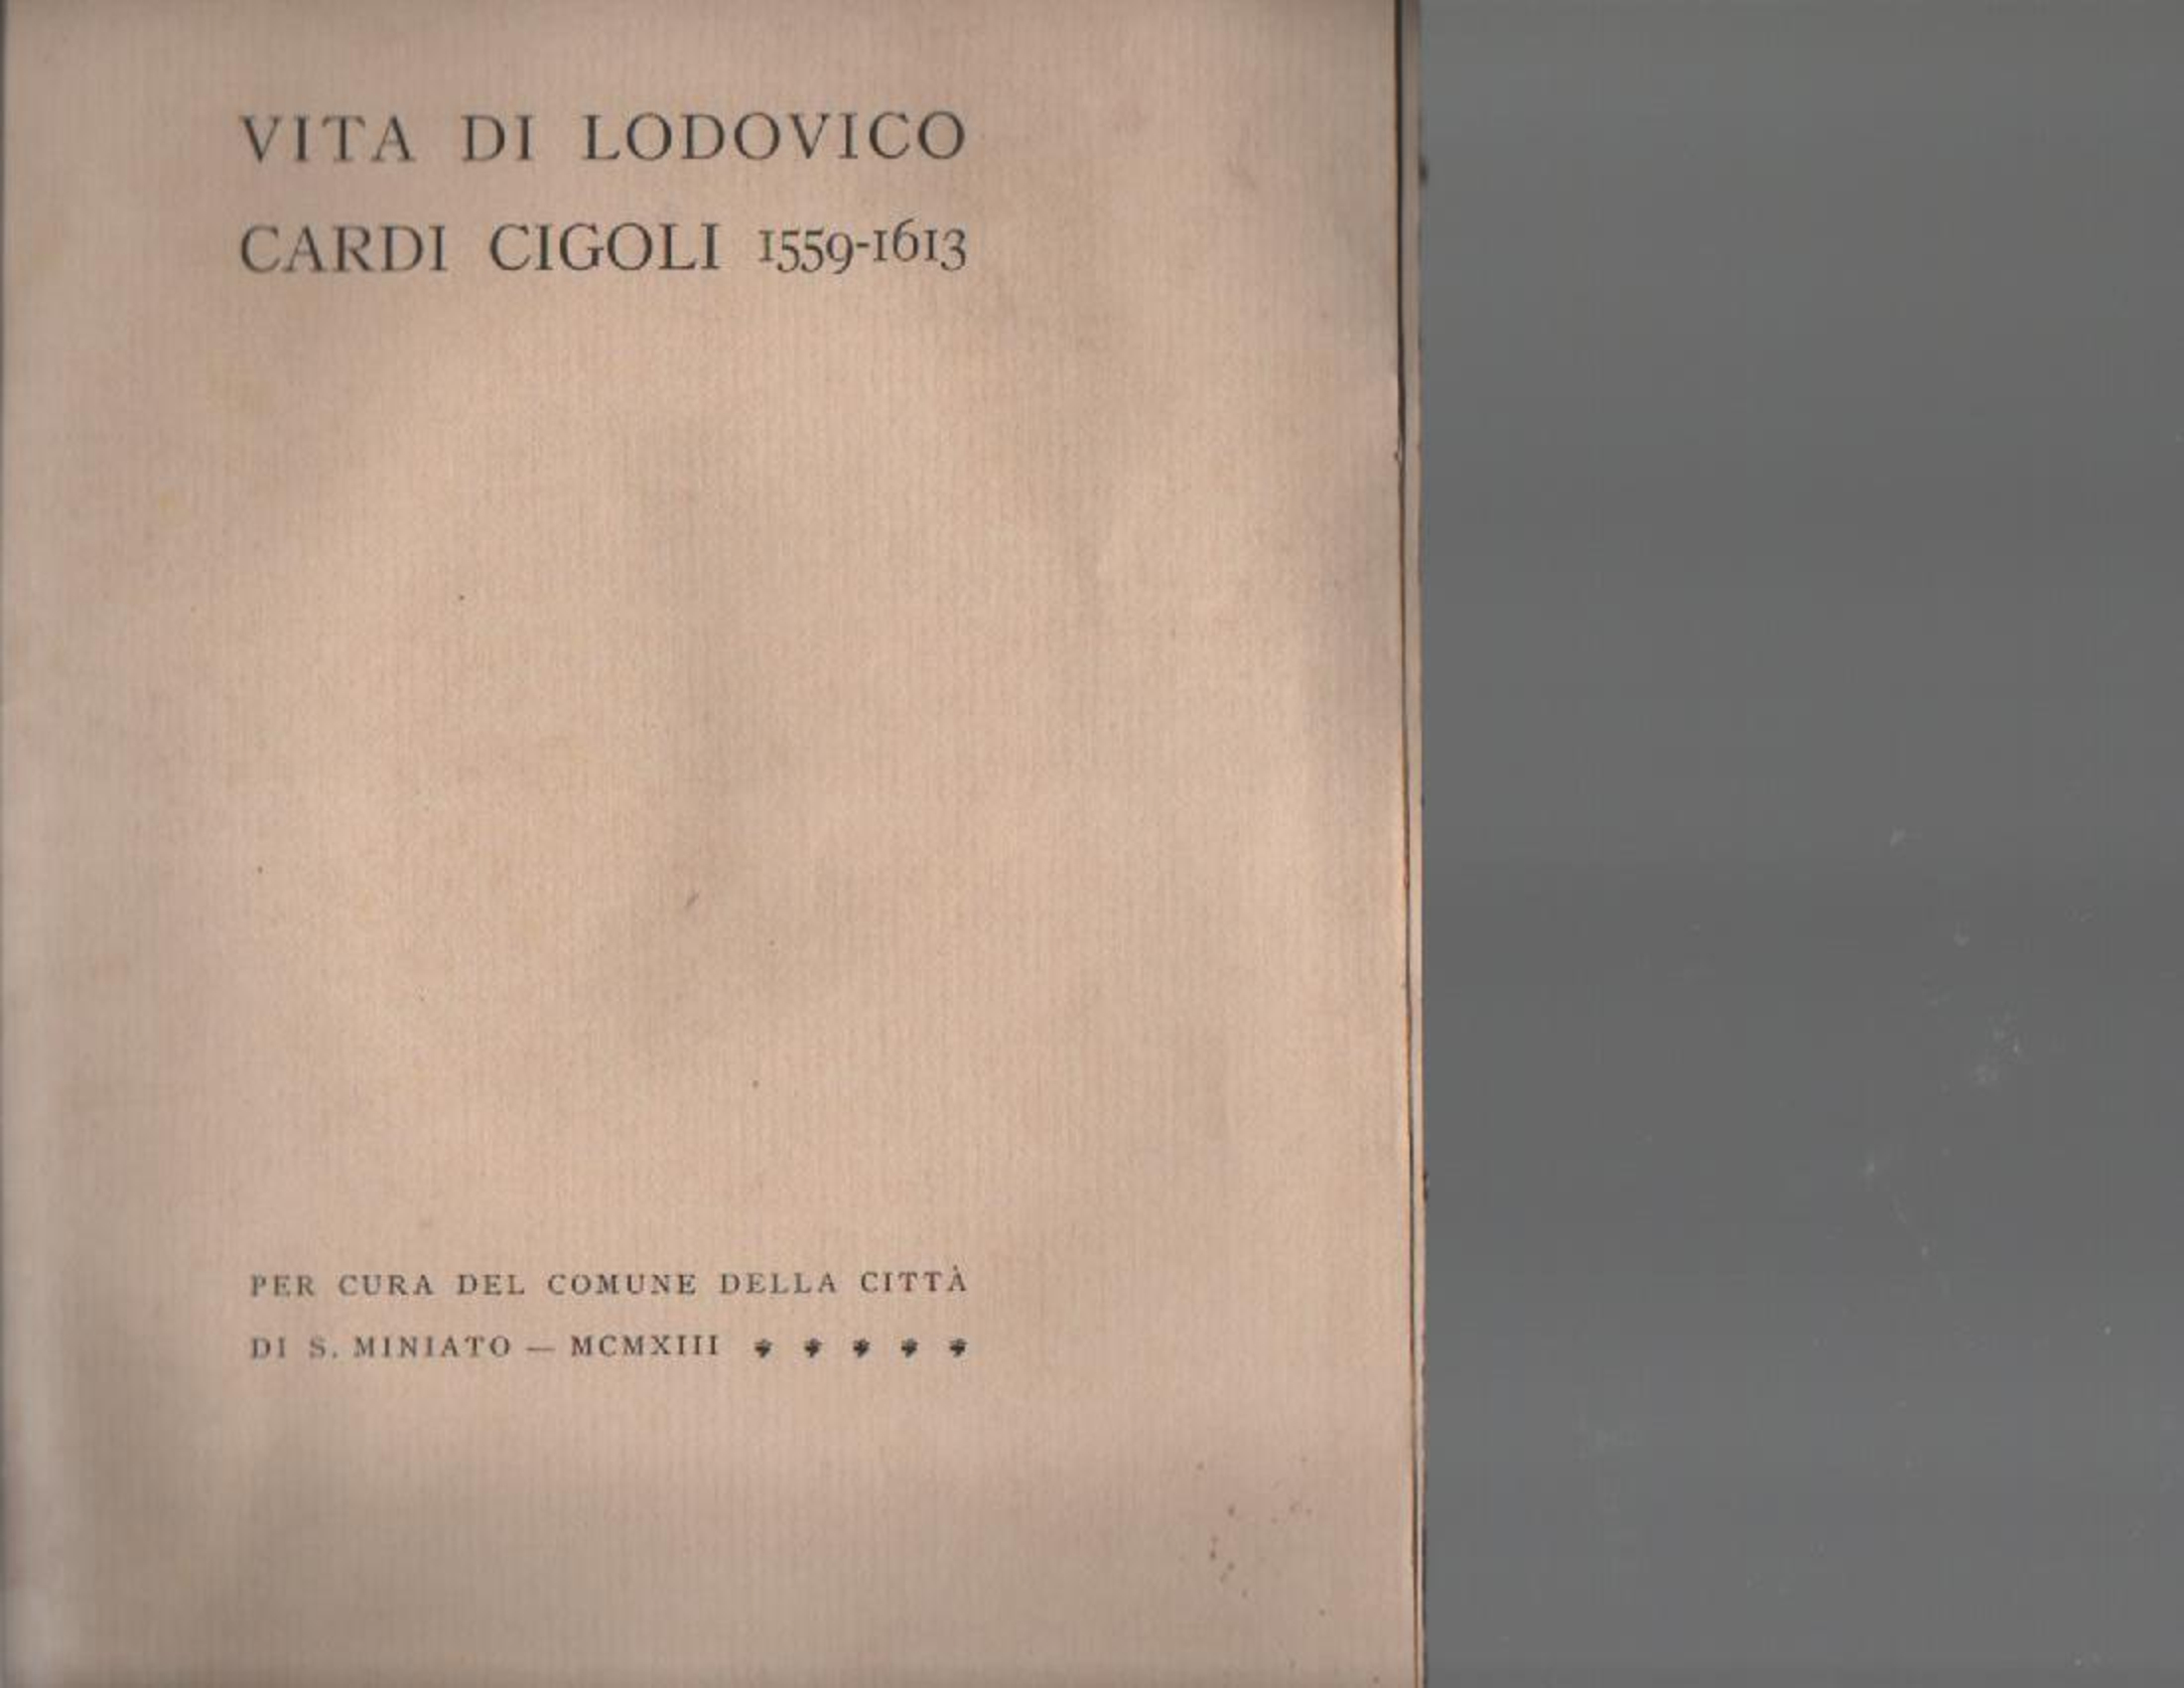 VITA DI LODOVICO
CARDI CIGOLI 1559-1613
PER CURA DEL COMUNE DELLA CITTÀ
DI S. MINIATO — MCMXIII